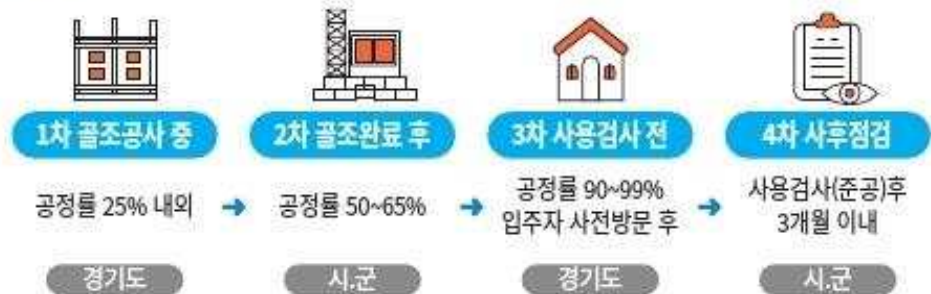 1차 골조공사 중
2차 골조완료 후
3차 사용검사 전
4차 사후점검
공정률 25% 내외
공정률 50~65%
공정률 90~99%
입주자 사전방문 후
사용검사(준공)후
3개월 이내
경기도
시.군
경기도
시.군